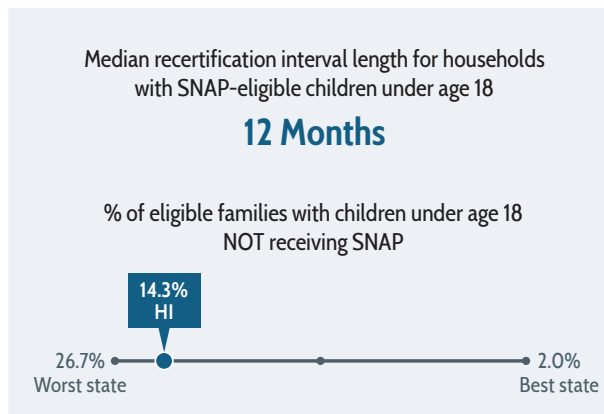 Median recertification interval length for households
with SNAP-eligible children under age 18
12 Months
% of eligible families with children under age 18
NOT receiving SNAP
14.3%
HI
26.7%
Worst state
2.0%
Best state